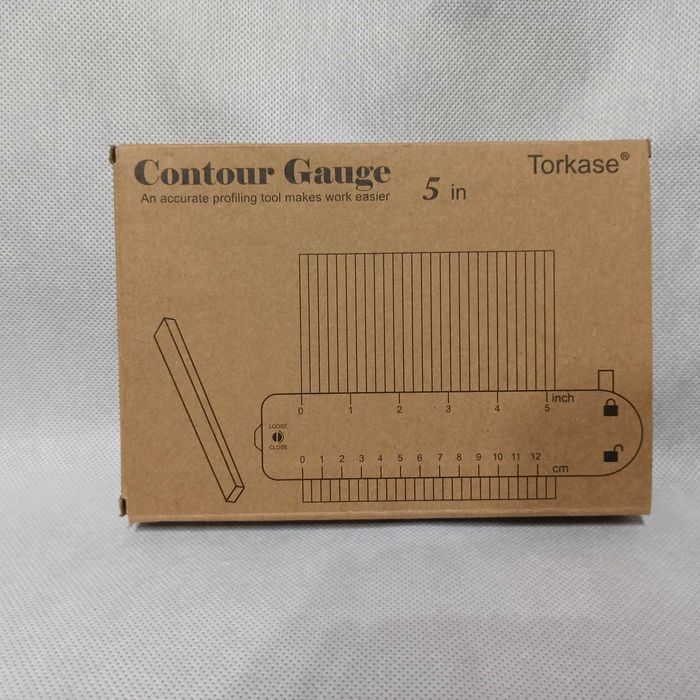 Contour Gauge
Torkase®
An accurate profiling tool makes work easier
5 in
0 1 2 3 4 5 inch
LOOSE
CLOSE
0 1 2 3 4 5 6 7 8 9 10 11 12 cm